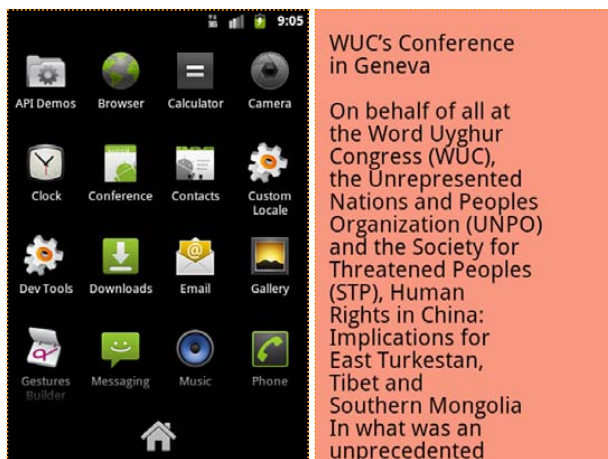 9:05
API Demos
Browser
Calculator
Camera
Clock
Conference
Contacts
Custom
Locale
Dev Tools
Downloads
Email
Gallery
Gestures
Builder
Messaging
Music
Phone
WUC's Conference
in Geneva
On behalf of all at
the Word Uyghur
Congress (WUC),
the Unrepresented
Nations and Peoples
Organization (UNPO)
and the Society for
Threatened Peoples
(STP), Human
Rights in China:
Implications for
East Turkestan,
Tibet and
Southern Mongolia
In what was an
unprecedented